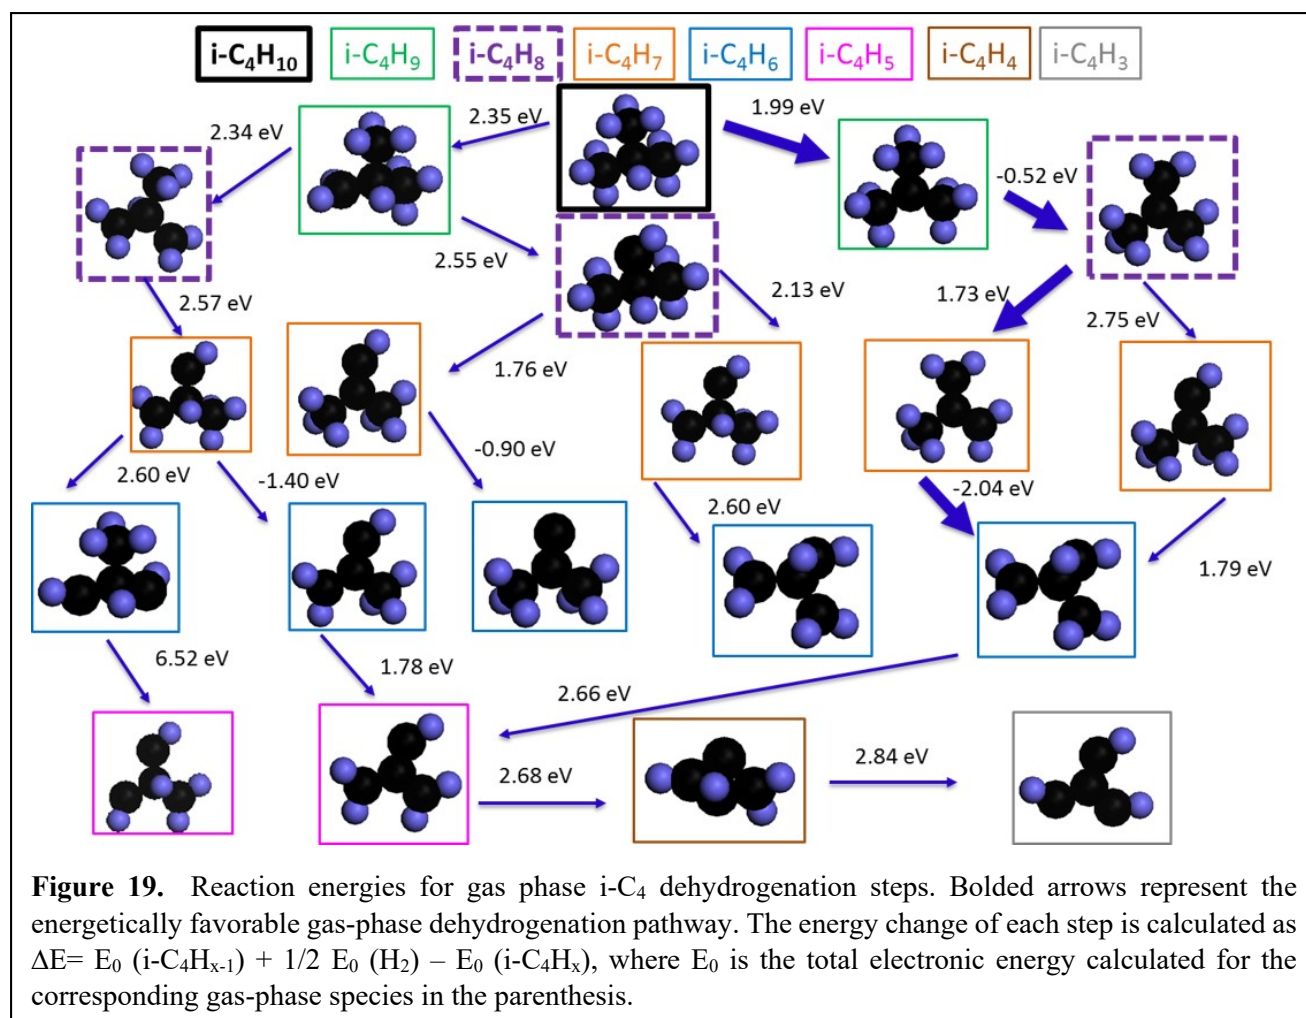 i-C₄H₁₀ i-C₄H₉ i-C₄H₈ i-C₄H₇ i-C₄H₆ i-C₄H₅ i-C₄H₄ i-C₄H₃
2.34 eV
2.35 eV
1.99 eV
-0.52 eV
2.55 eV
2.57 eV
2.13 eV
1.73 eV
2.75 eV
1.76 eV
2.60 eV
-1.40 eV
-0.90 eV
2.60 eV
-2.04 eV
1.79 eV
6.52 eV
1.78 eV
2.66 eV
2.68 eV
2.84 eV
Figure 19. Reaction energies for gas phase i-C₄ dehydrogenation steps. Bolded arrows represent the
energetically favorable gas-phase dehydrogenation pathway. The energy change of each step is calculated as
ΔE= E₀ (i-C₄Hₓ₋₁) + 1/2 E₀ (H₂) – E₀ (i-C₄Hₓ), where E₀ is the total electronic energy calculated for the
corresponding gas-phase species in the parenthesis.